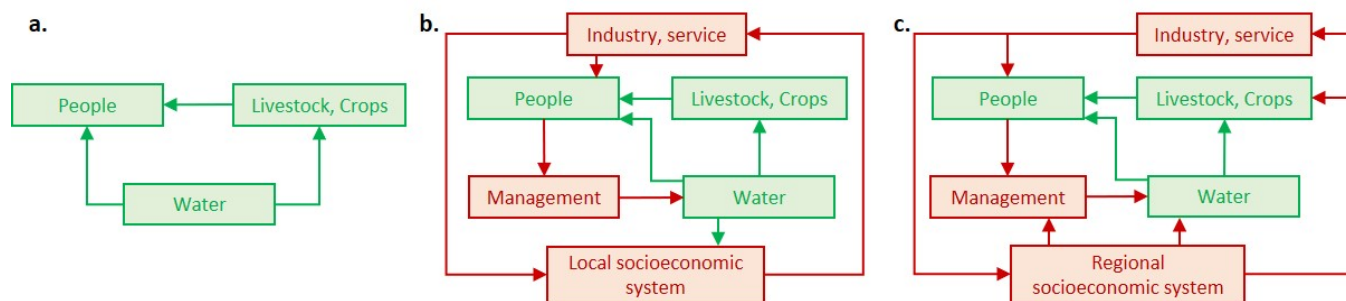 a.
People
Livestock, Crops
Water
b.
Industry, service
People
Livestock, Crops
Management
Water
Local socioeconomic
system
c.
Industry, service
People
Livestock, Crops
Management
Water
Regional
socioeconomic system